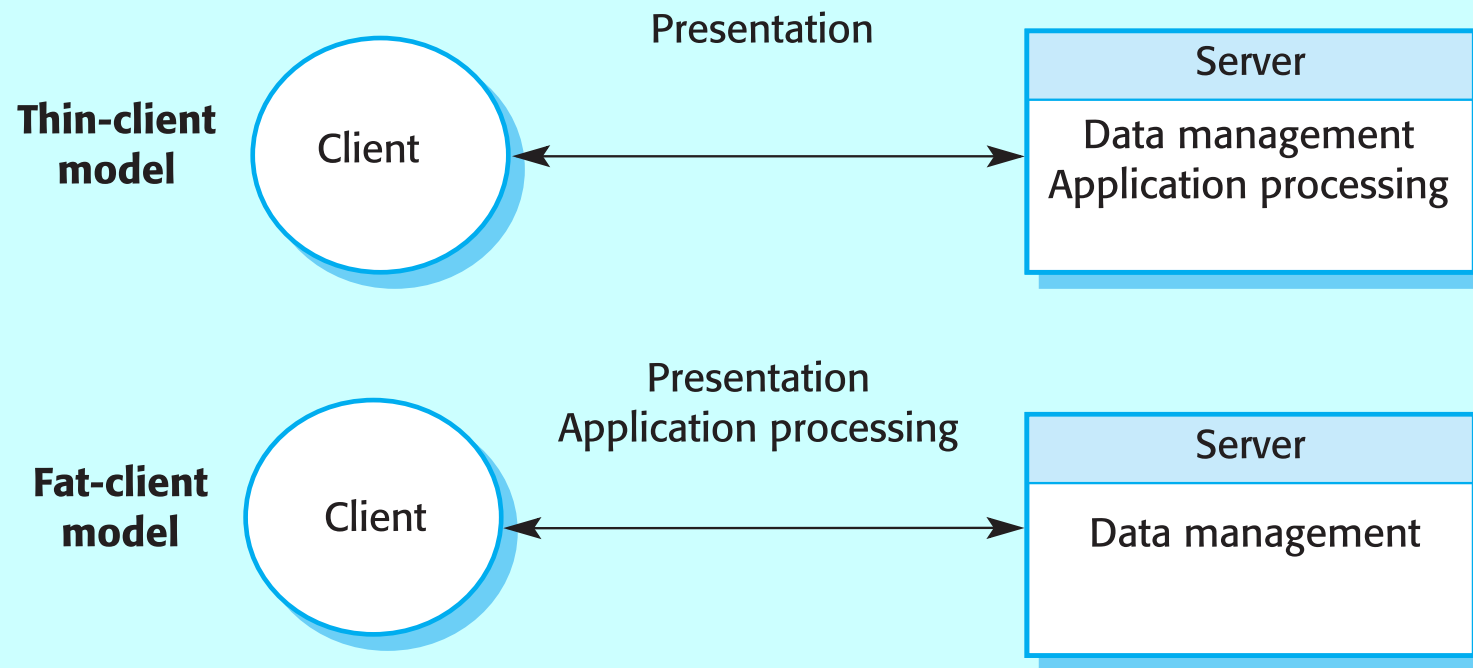 Presentation
Server
Thin-client
model
Client
Data management
Application processing
Presentation
Application processing
Server
Fat-client
model
Client
Data management